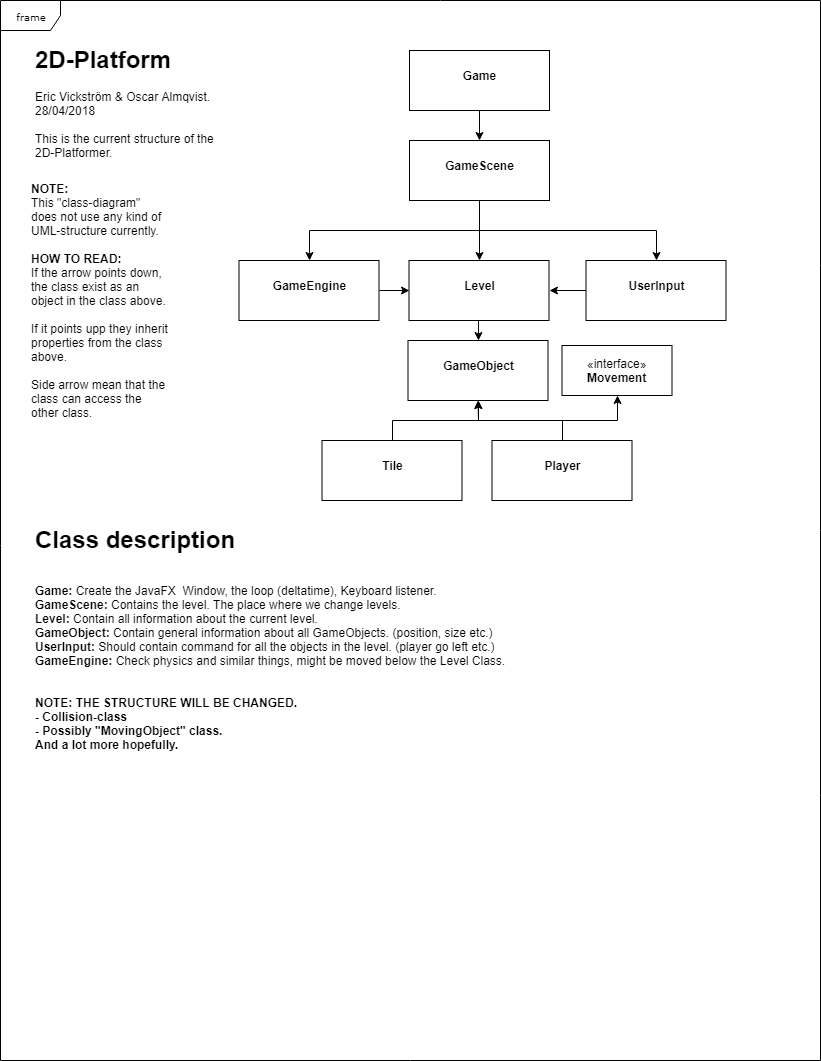 frame
2D-Platform
Eric Vickström & Oscar Almqvist.
28/04/2018
This is the current structure of the
2D-Platformer.
NOTE:
This "class-diagram"
does not use any kind of
UML-structure currently.
HOW TO READ:
If the arrow points down,
the class exist as an
object in the class above.
If it points upp they inherit
properties from the class
above.
Side arrow mean that the
class can access the
other class.
Game
GameScene
GameEngine
Level
UserInput
GameObject
«interface»
Movement
Tile
Player
Class description
Game: Create the JavaFX  Window, the loop (deltatime), Keyboard listener.
GameScene: Contains the level. The place where we change levels.
Level: Contain all information about the current level.
GameObject: Contain general information about all GameObjects. (position, size etc.)
UserInput: Should contain command for all the objects in the level. (player go left etc.)
GameEngine: Check physics and similar things, might be moved below the Level Class.
NOTE: THE STRUCTURE WILL BE CHANGED.
- Collision-class
- Possibly "MovingObject" class.
And a lot more hopefully.